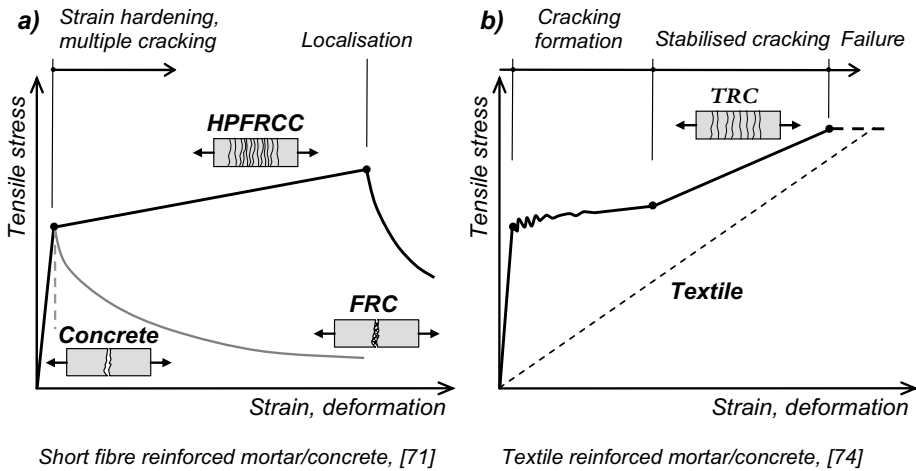 a)
Strain hardening,
multiple cracking
Localisation
Tensile stress
HPFRCC
FRC
Concrete
Strain, deformation
Short fibre reinforced mortar/concrete, [71]
b)
Cracking
formation
Stabilised cracking
Failure
Tensile stress
TRC
Textile
Strain, deformation
Textile reinforced mortar/concrete, [74]